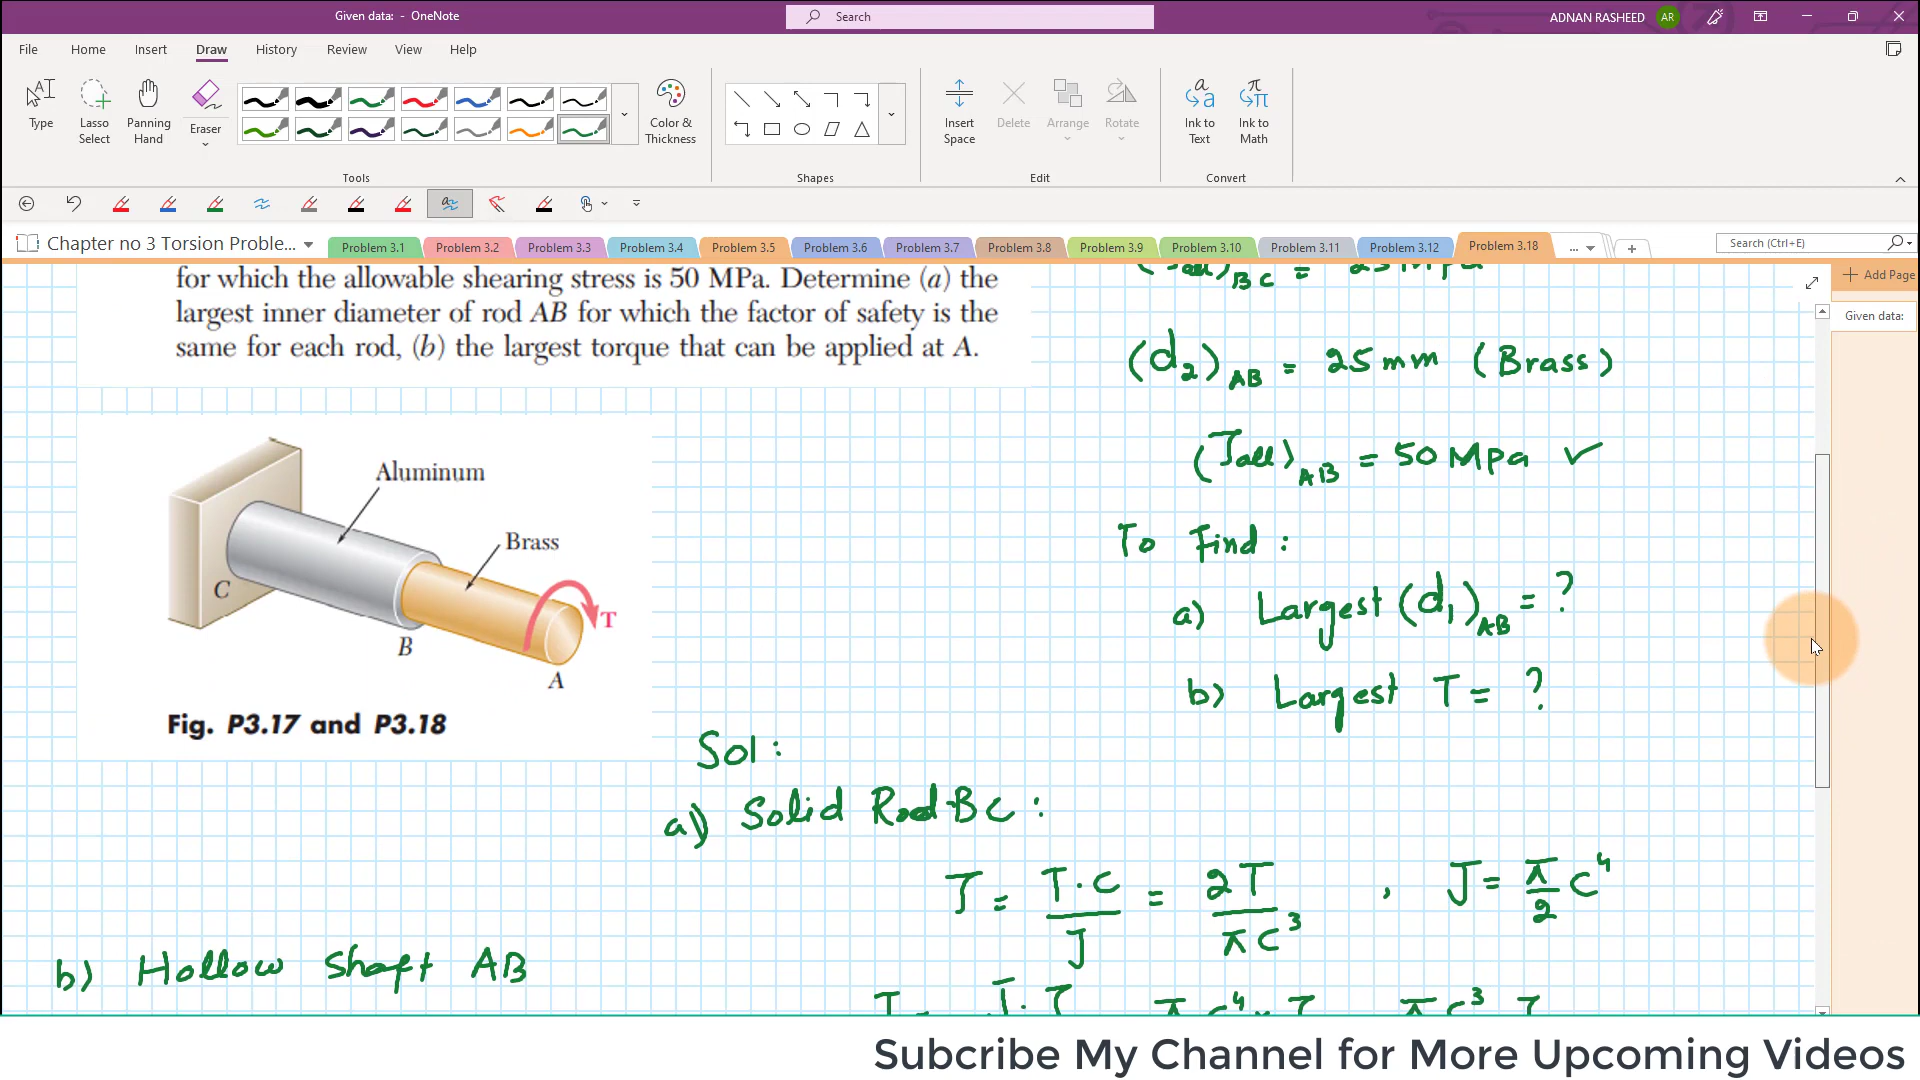 Given data: - OneNote
Search
ADNAN RASHEED
AR
File Home Insert Draw History Review View Help
Type
Lasso Select
Panning Hand
Eraser
Color & Thickness
Insert Space
Delete
Arrange
Rotate
Ink to Text
Ink to Math
Tools
Shapes
Edit
Convert
Chapter no 3 Torsion Proble...
Problem 3.1
Problem 3.2
Problem 3.3
Problem 3.4
Problem 3.5
Problem 3.6
Problem 3.7
Problem 3.8
Problem 3.9
Problem 3.10
Problem 3.11
Problem 3.12
Problem 3.18
...
Search (Ctrl+E)
Add Page
Given data:
for which the allowable shearing stress is 50 MPa. Determine (a) the
largest inner diameter of rod AB for which the factor of safety is the
same for each rod, (b) the largest torque that can be applied at A.
Aluminum
Brass
C
B
T
A
Fig. P3.17 and P3.18
(τall)BC = 25 MPa
(d₂)AB = 25 mm (Brass)
(τall)AB = 50 MPa ✓
To Find :
a) Largest (d₁)AB = ?
b) Largest T = ?
Sol :
a) Solid Rod BC :
τ = T·C / J = 2T / πC³ , J = π/2 C⁴
b) Hollow Shaft AB
Subcribe My Channel for More Upcoming Videos